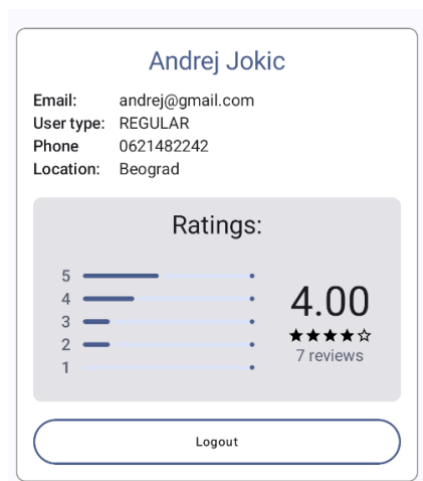 Andrej Jokic
Email: andrej@gmail.com
User type: REGULAR
Phone 0621482242
Location: Beograd
Ratings:
5
4
3
2
1
4.00
7 reviews
Logout